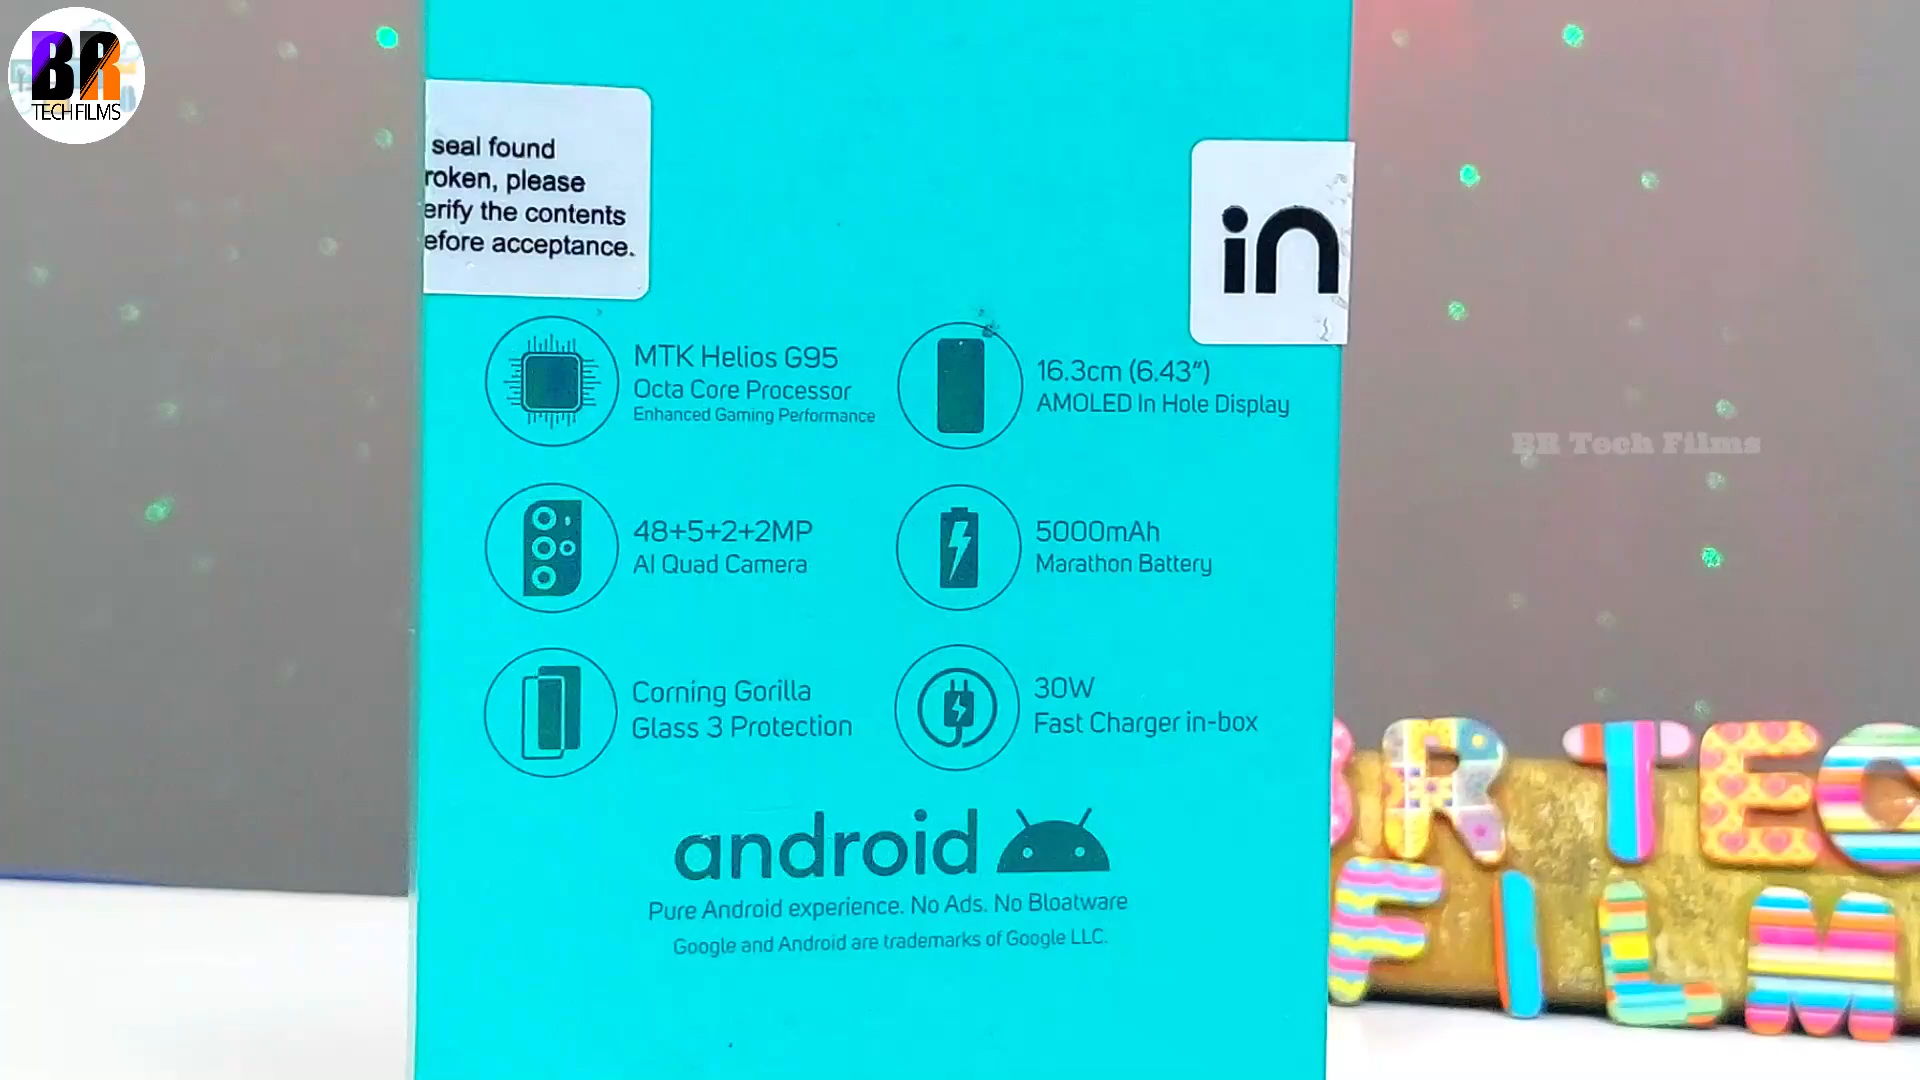 BR
TECH FILMS
seal found
roken, please
erify the contents
efore acceptance.
in
MTK Helios G95
Octa Core Processor
Enhanced Gaming Performance
16.3cm (6.43”)
AMOLED In Hole Display
BR Tech Films
48+5+2+2MP
AI Quad Camera
5000mAh
Marathon Battery
Corning Gorilla
Glass 3 Protection
30W
Fast Charger in-box
android
Pure Android experience. No Ads. No Bloatware
Google and Android are trademarks of Google LLC.
BR TEC
FILM